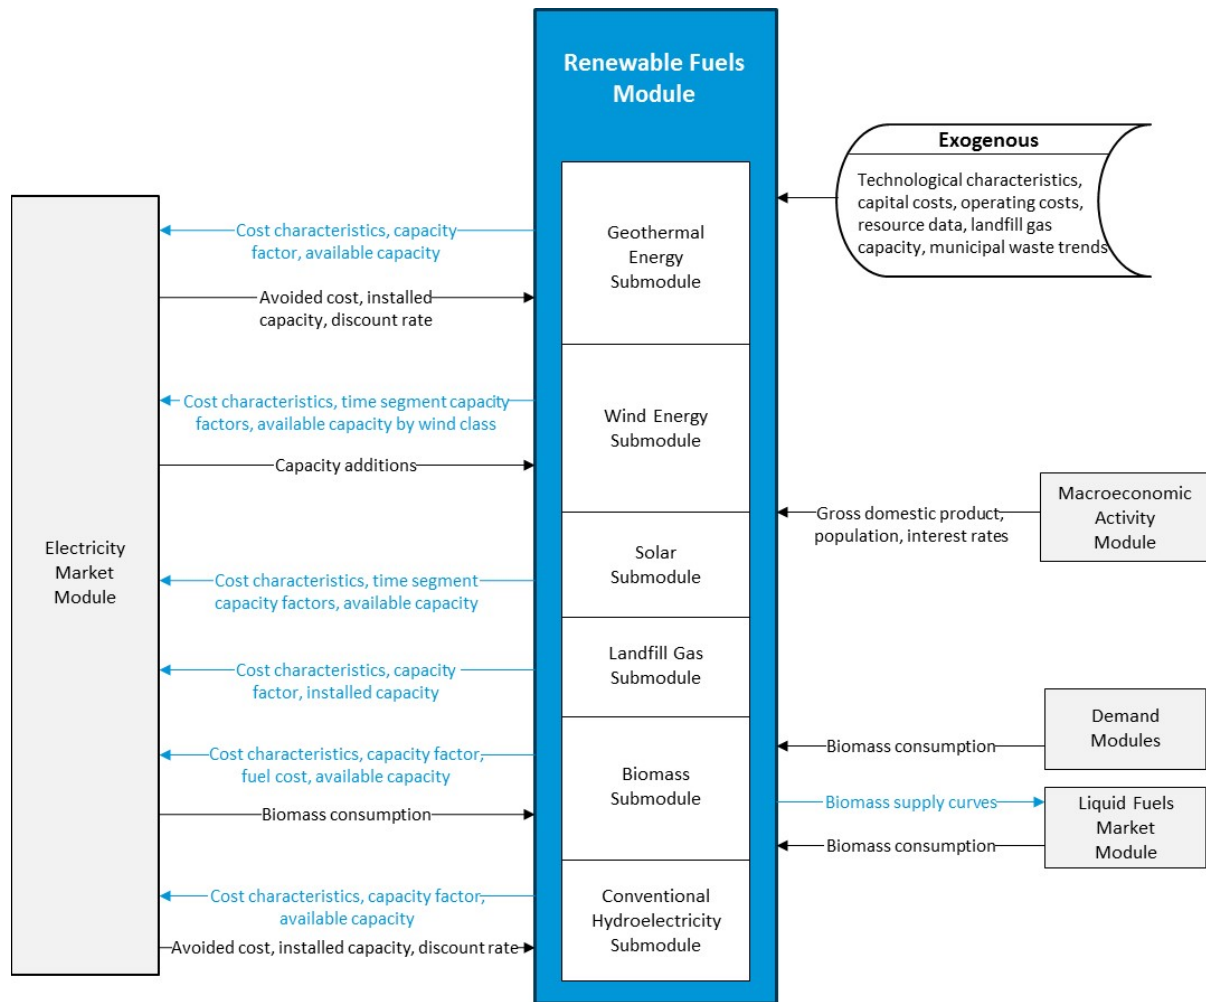 Renewable Fuels
Module
Exogenous
Technological characteristics,
capital costs, operating costs,
resource data, landfill gas
capacity, municipal waste trends
Cost characteristics, capacity
factor, available capacity
Geothermal
Energy
Submodule
Avoided cost, installed
capacity, discount rate
Cost characteristics, time segment capacity
factors, available capacity by wind class
Wind Energy
Submodule
Capacity additions
Macroeconomic
Activity
Module
Gross domestic product,
population, interest rates
Electricity
Market
Module
Solar
Submodule
Cost characteristics, time segment
capacity factors, available capacity
Landfill Gas
Submodule
Cost characteristics, capacity
factor, installed capacity
Demand
Modules
Biomass consumption
Cost characteristics, capacity factor,
fuel cost, available capacity
Biomass
Submodule
Biomass consumption
Biomass supply curves
Liquid Fuels
Market
Module
Biomass consumption
Cost characteristics, capacity factor,
available capacity
Conventional
Hydroelectricity
Submodule
Avoided cost, installed capacity, discount rate